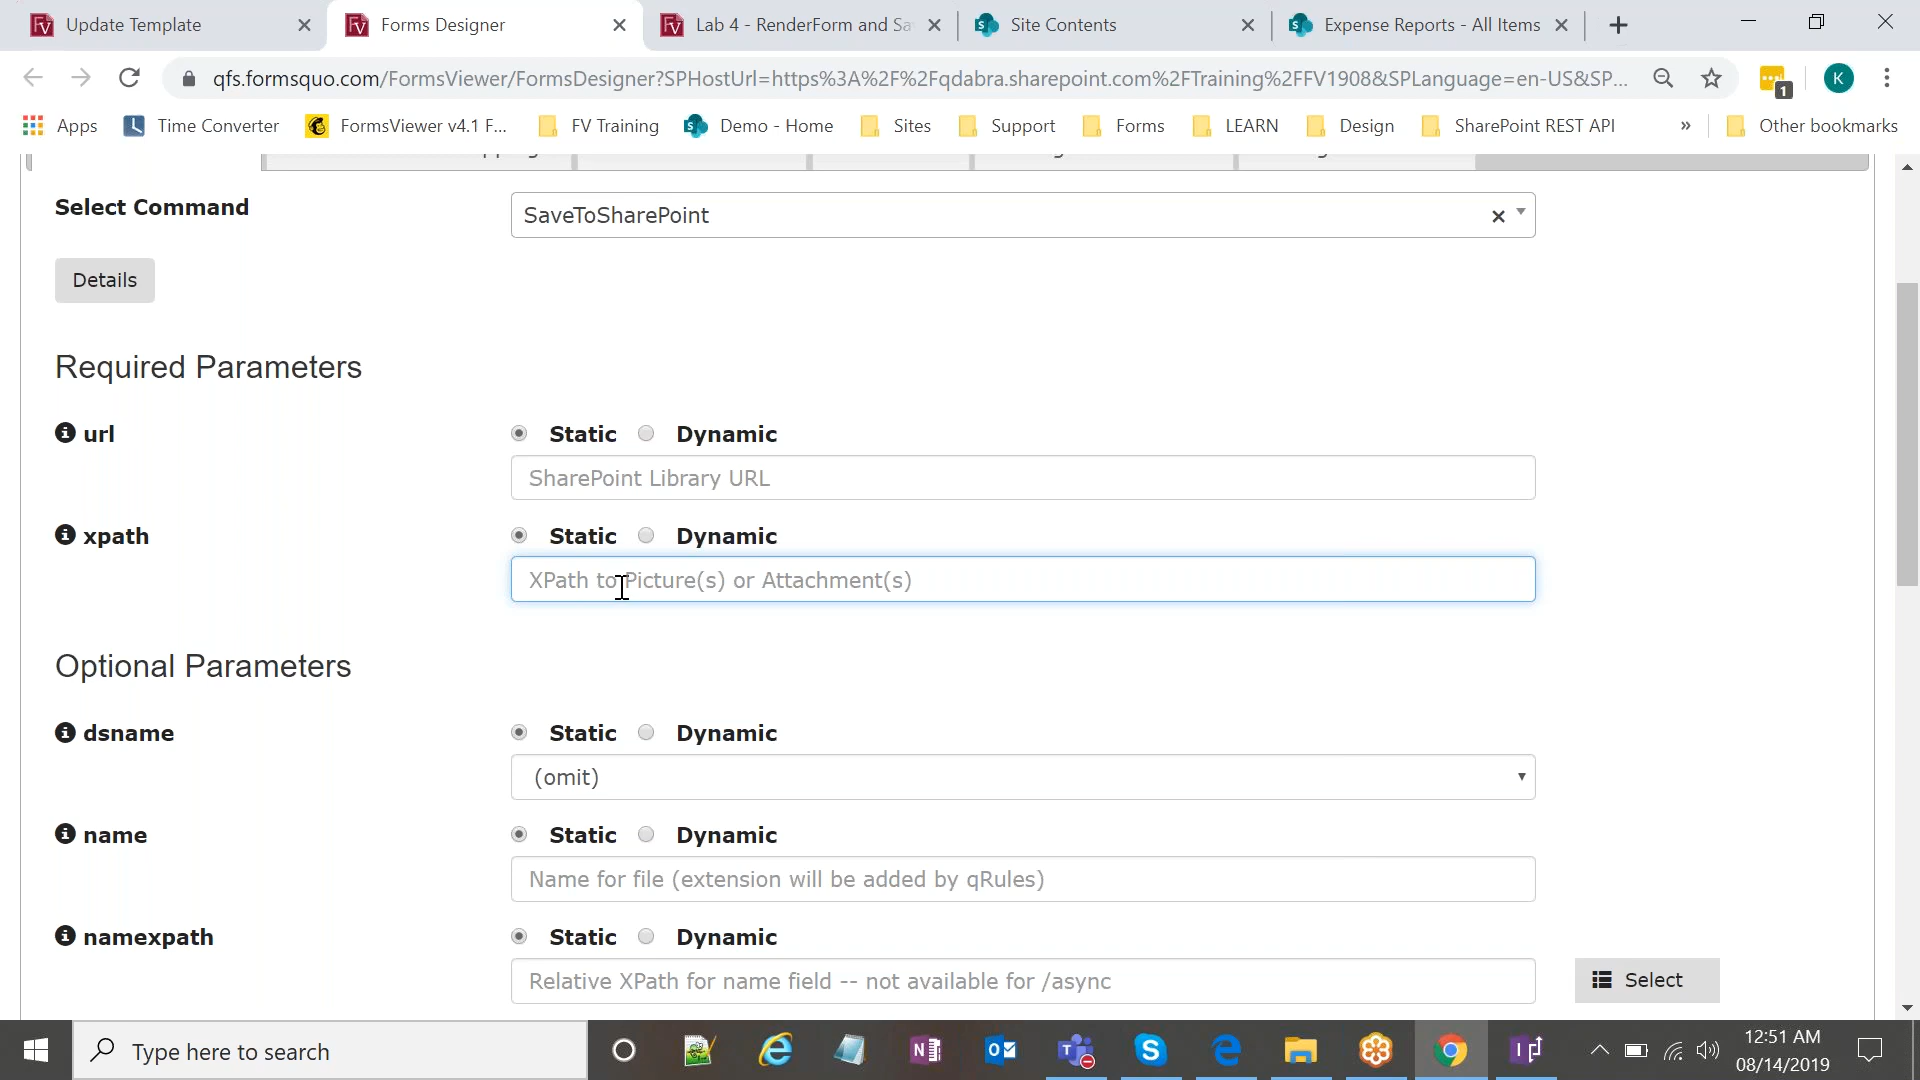 Update Template
Forms Designer
Lab 4 - RenderForm and Sa
Site Contents
Expense Reports - All Items
qfs.formsquo.com/FormsViewer/FormsDesigner?SPHostUrl=https%3A%2F%2Fqdabra.sharepoint.com%2FTraining%2FFV1908&SPLanguage=en-US&SP...
1
K
Apps
Time Converter
FormsViewer v4.1 F...
FV Training
Demo - Home
Sites
Support
Forms
LEARN
Design
SharePoint REST API
»
Other bookmarks
Select Command
SaveToSharePoint
Details
Required Parameters
url
Static
Dynamic
SharePoint Library URL
xpath
Static
Dynamic
XPath to Picture(s) or Attachment(s)
Optional Parameters
dsname
Static
Dynamic
(omit)
name
Static
Dynamic
Name for file (extension will be added by qRules)
namexpath
Static
Dynamic
Relative XPath for name field -- not available for /async
Select
Type here to search
12:51 AM
08/14/2019